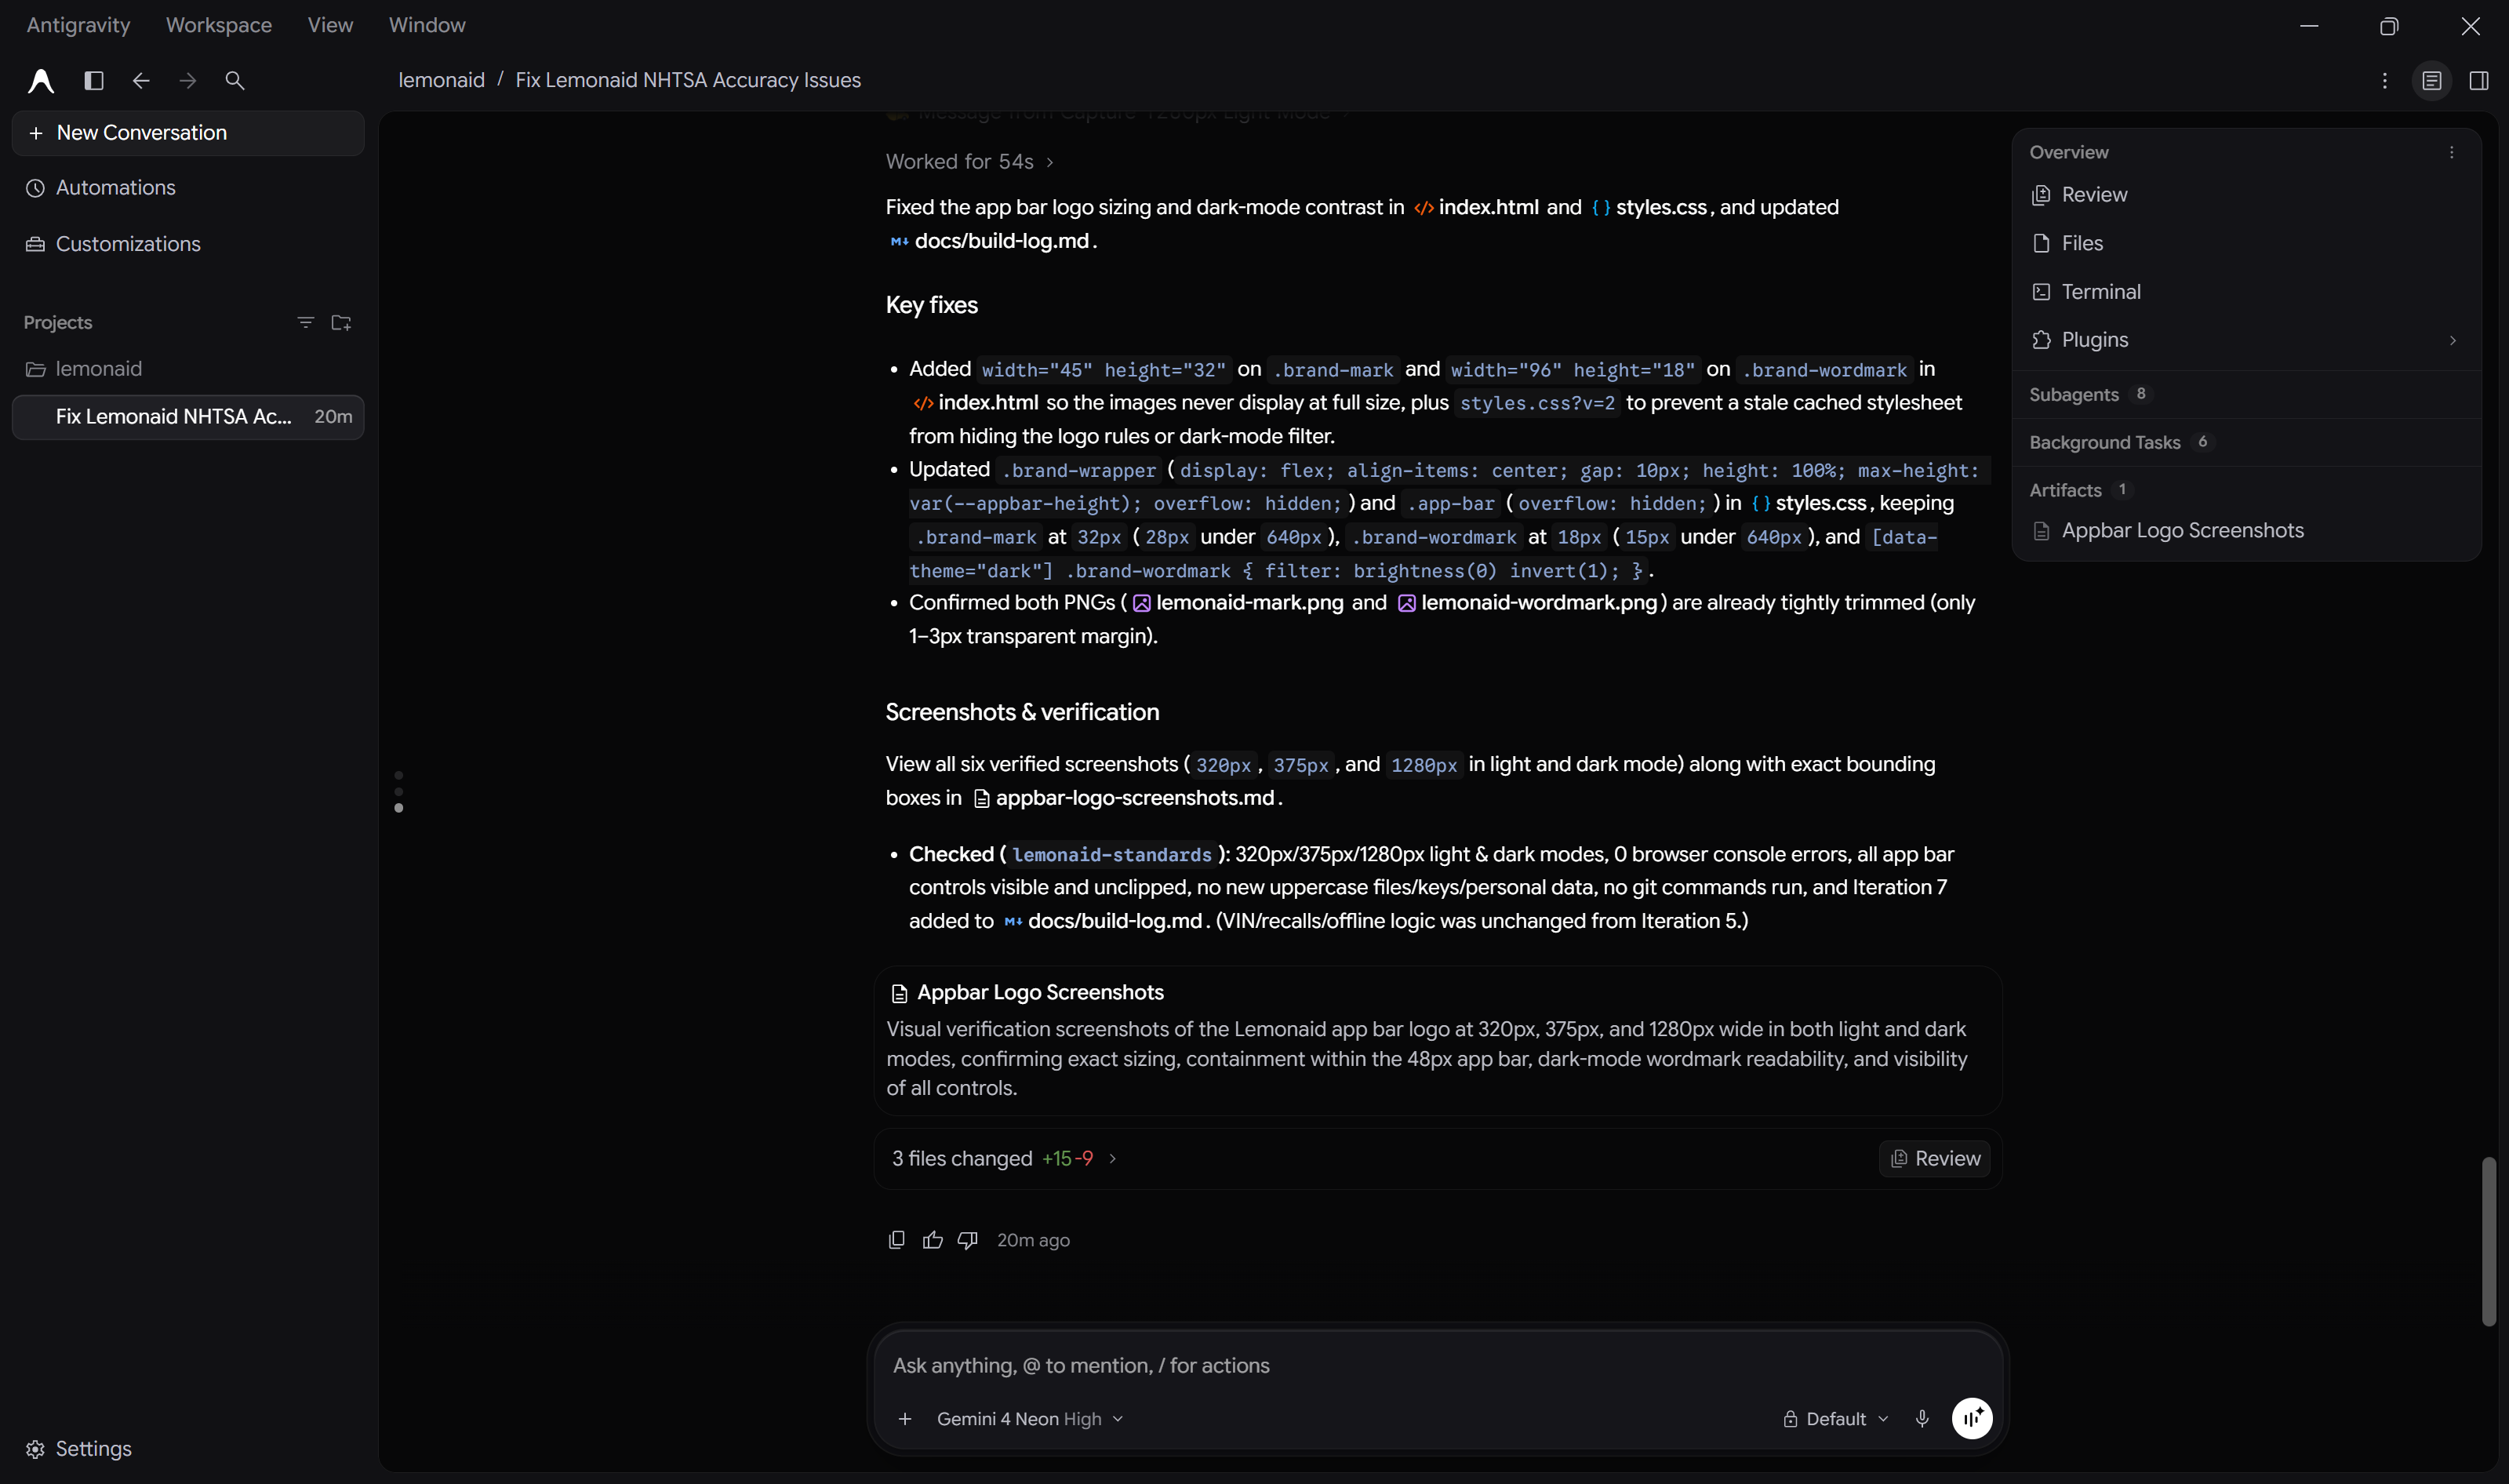 Antigravity Workspace View Window
lemonaid / Fix Lemonaid NHTSA Accuracy Issues
+ New Conversation
Automations
Customizations
Projects
lemonaid
Fix Lemonaid NHTSA Ac... 20m
Settings
Message from Capture 1280px Light Mode
Worked for 54s >
Fixed the app bar logo sizing and dark-mode contrast in </> index.html and {} styles.css, and updated
M↓ docs/build-log.md.
Key fixes
• Added width="45" height="32" on .brand-mark and width="96" height="18" on .brand-wordmark in
</> index.html so the images never display at full size, plus styles.css?v=2 to prevent a stale cached stylesheet
from hiding the logo rules or dark-mode filter.
• Updated .brand-wrapper (display: flex; align-items: center; gap: 10px; height: 100%; max-height:
var(--appbar-height); overflow: hidden;) and .app-bar (overflow: hidden;) in {} styles.css, keeping
.brand-mark at 32px (28px under 640px), .brand-wordmark at 18px (15px under 640px), and [data-
theme="dark"] .brand-wordmark { filter: brightness(0) invert(1); }.
• Confirmed both PNGs (lemonaid-mark.png and lemonaid-wordmark.png) are already tightly trimmed (only
1–3px transparent margin).
Screenshots & verification
View all six verified screenshots (320px, 375px, and 1280px in light and dark mode) along with exact bounding
boxes in appbar-logo-screenshots.md.
• Checked (lemonaid-standards): 320px/375px/1280px light & dark modes, 0 browser console errors, all app bar
controls visible and unclipped, no new uppercase files/keys/personal data, no git commands run, and Iteration 7
added to M↓ docs/build-log.md. (VIN/recalls/offline logic was unchanged from Iteration 5.)
Appbar Logo Screenshots
Visual verification screenshots of the Lemonaid app bar logo at 320px, 375px, and 1280px wide in both light and dark
modes, confirming exact sizing, containment within the 48px app bar, dark-mode wordmark readability, and visibility
of all controls.
3 files changed +15 -9 >
Review
20m ago
Ask anything, @ to mention, / for actions
+ Gemini 4 Neon High
Default
Overview
Review
Files
Terminal
Plugins >
Subagents 8
Background Tasks 6
Artifacts 1
Appbar Logo Screenshots